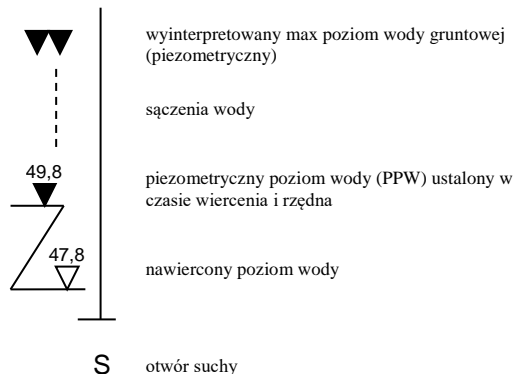 wyinterpretowany max poziom wody gruntowej
(piezometryczny)
sączenia wody
49,8
piezometryczny poziom wody (PPW) ustalony w
czasie wiercenia i rzędna
47,8
nawiercony poziom wody
S
otwór suchy